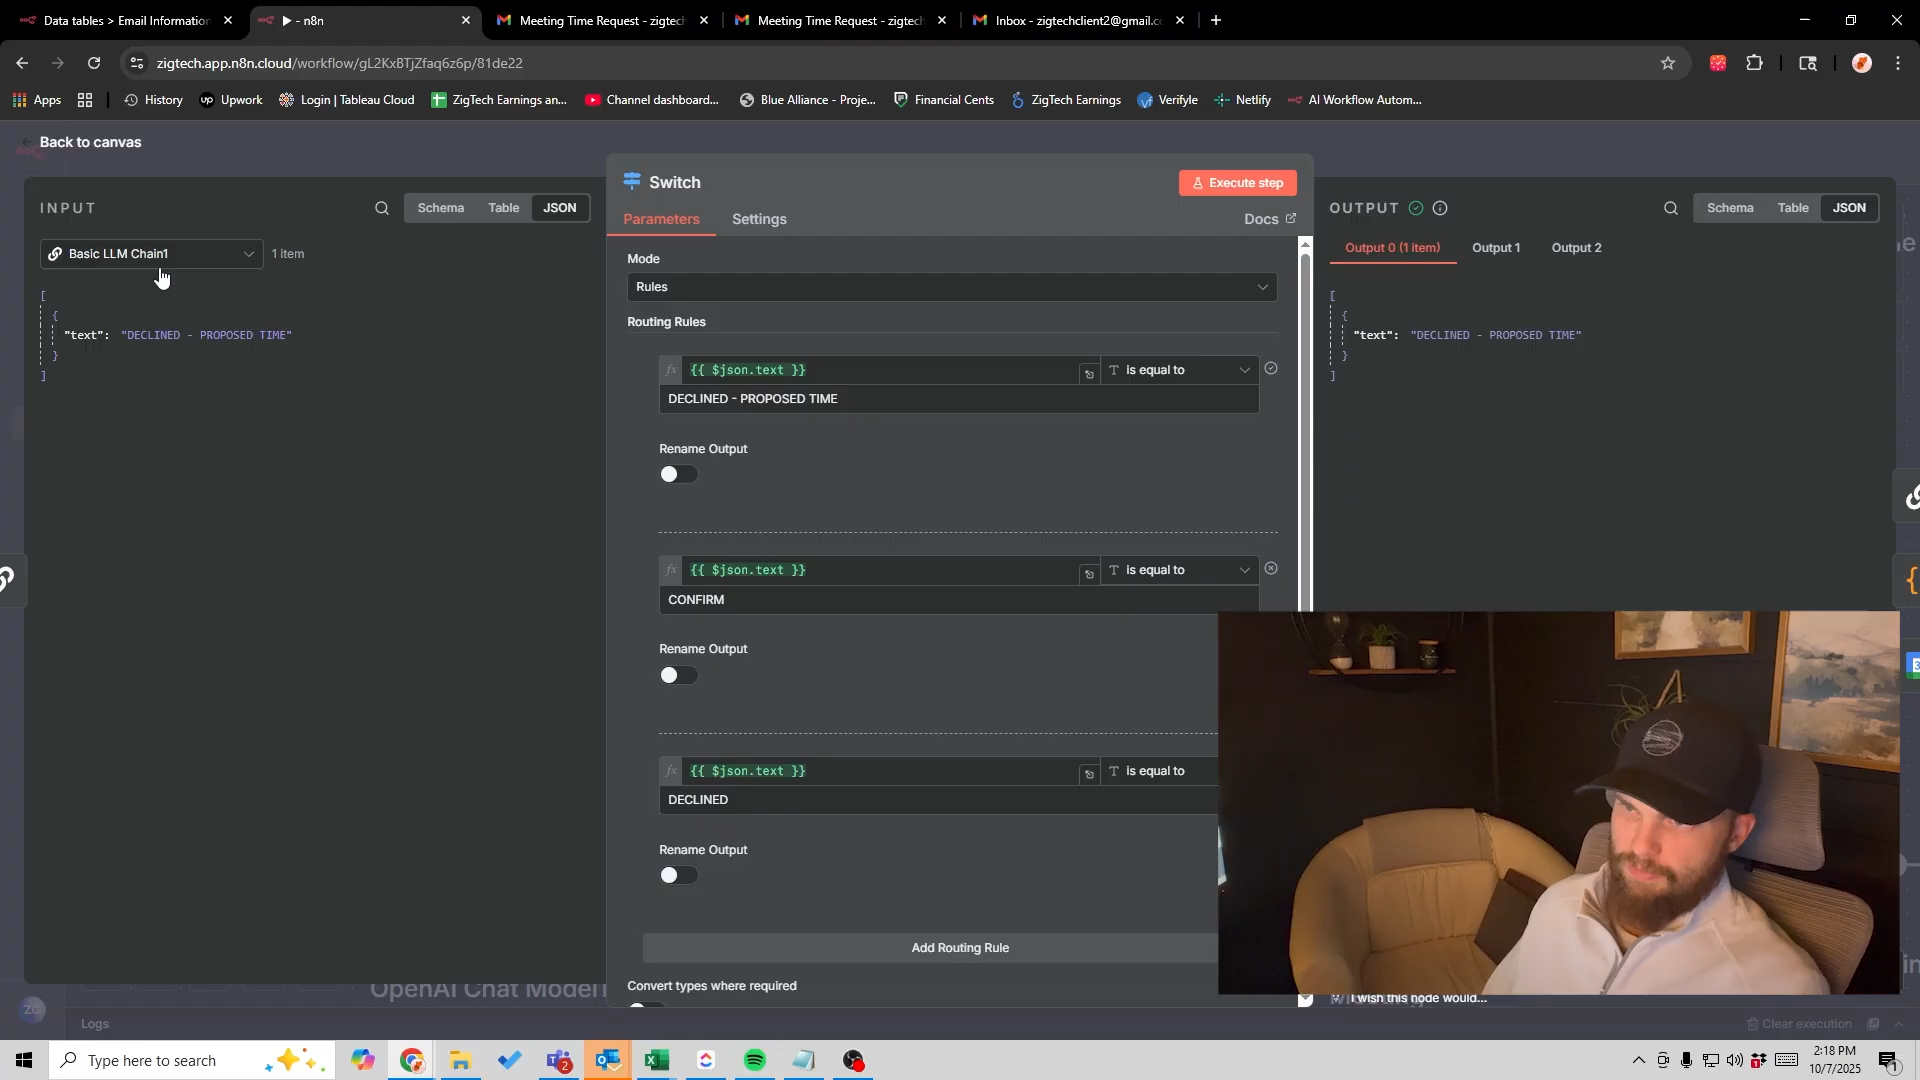 Data tables > Email Information
▶ - n8n
Meeting Time Request - zigtech
Meeting Time Request - zigtech
Inbox - zigtechclient2@gmail.c
zigtech.app.n8n.cloud/workflow/gL2KxBTjZfaq6z6p/81de22
Apps
History
Upwork
Login | Tableau Cloud
ZigTech Earnings an...
Channel dashboard...
Blue Alliance - Proje...
Financial Cents
ZigTech Earnings
Verifyle
Netlify
AI Workflow Autom...
Back to canvas
INPUT
Schema
Table
JSON
Basic LLM Chain1
1 item
[
{
"text": "DECLINED - PROPOSED TIME"
}
]
Switch
Execute step
Parameters
Settings
Docs
Mode
Rules
Routing Rules
fx {{ $json.text }}
T is equal to
DECLINED - PROPOSED TIME
Rename Output
fx {{ $json.text }}
T is equal to
CONFIRM
Rename Output
fx {{ $json.text }}
T is equal to
DECLINED
Rename Output
Add Routing Rule
Convert types where required
OUTPUT
Schema
Table
JSON
Output 0 (1 item)
Output 1
Output 2
[
{
"text": "DECLINED - PROPOSED TIME"
}
]
I wish this node would...
OpenAI Chat Model
ZG
Logs
Clear execution
Type here to search
2:18 PM
10/7/2025